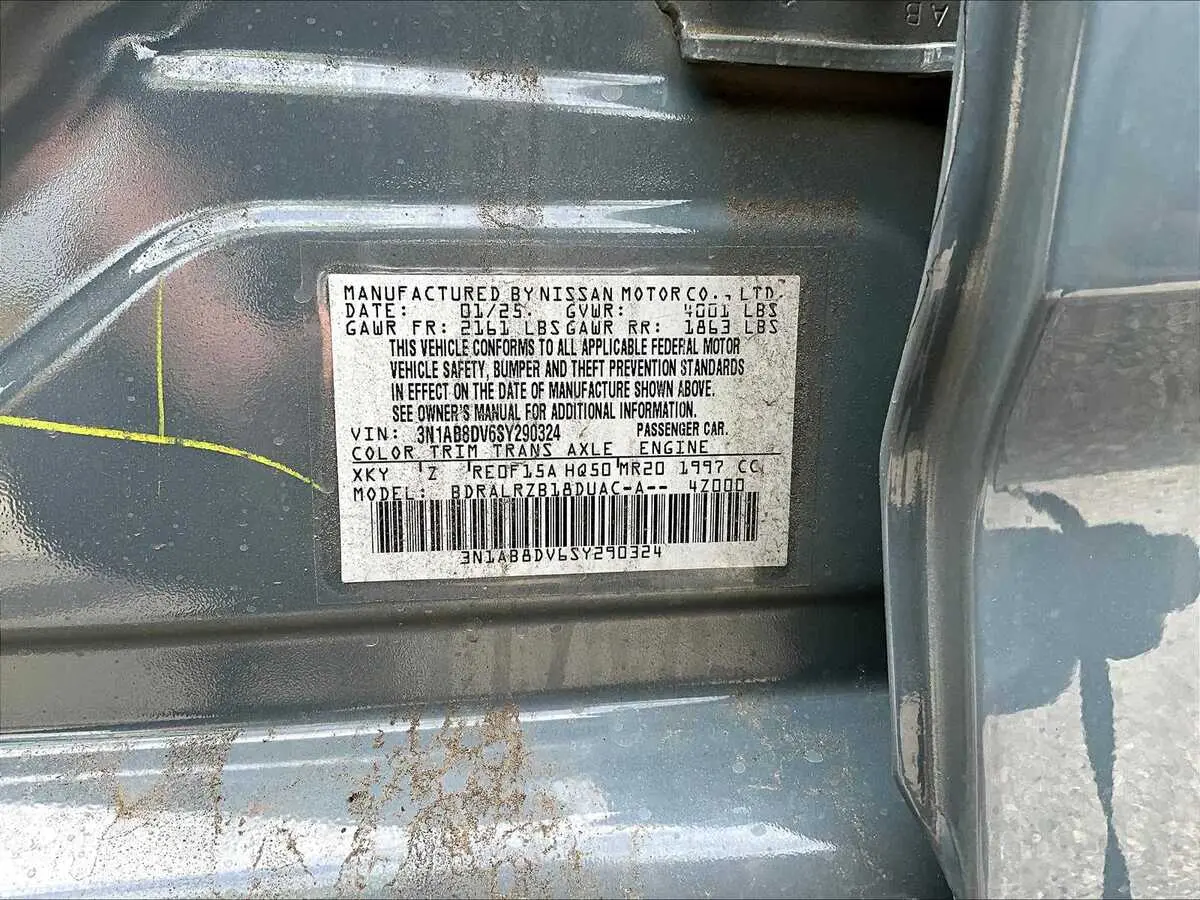 AB
MANUFACTURED BY NISSAN MOTOR CO., LTD.
DATE: 01/25. GVWR: 4001 LBS
GAWR FR: 2161 LBS GAWR RR: 1863 LBS
THIS VEHICLE CONFORMS TO ALL APPLICABLE FEDERAL MOTOR
VEHICLE SAFETY, BUMPER AND THEFT PREVENTION STANDARDS
IN EFFECT ON THE DATE OF MANUFACTURE SHOWN ABOVE.
SEE OWNER'S MANUAL FOR ADDITIONAL INFORMATION.
VIN: 3N1AB8DV6SY290324 PASSENGER CAR.
COLOR TRIM TRANS AXLE ENGINE
XKY Z RE0F15A HQ50 MR20 1997 CC
MODEL: BDRALRZB18DUAC-A-- 4Z000
3N1AB8DV6SY290324